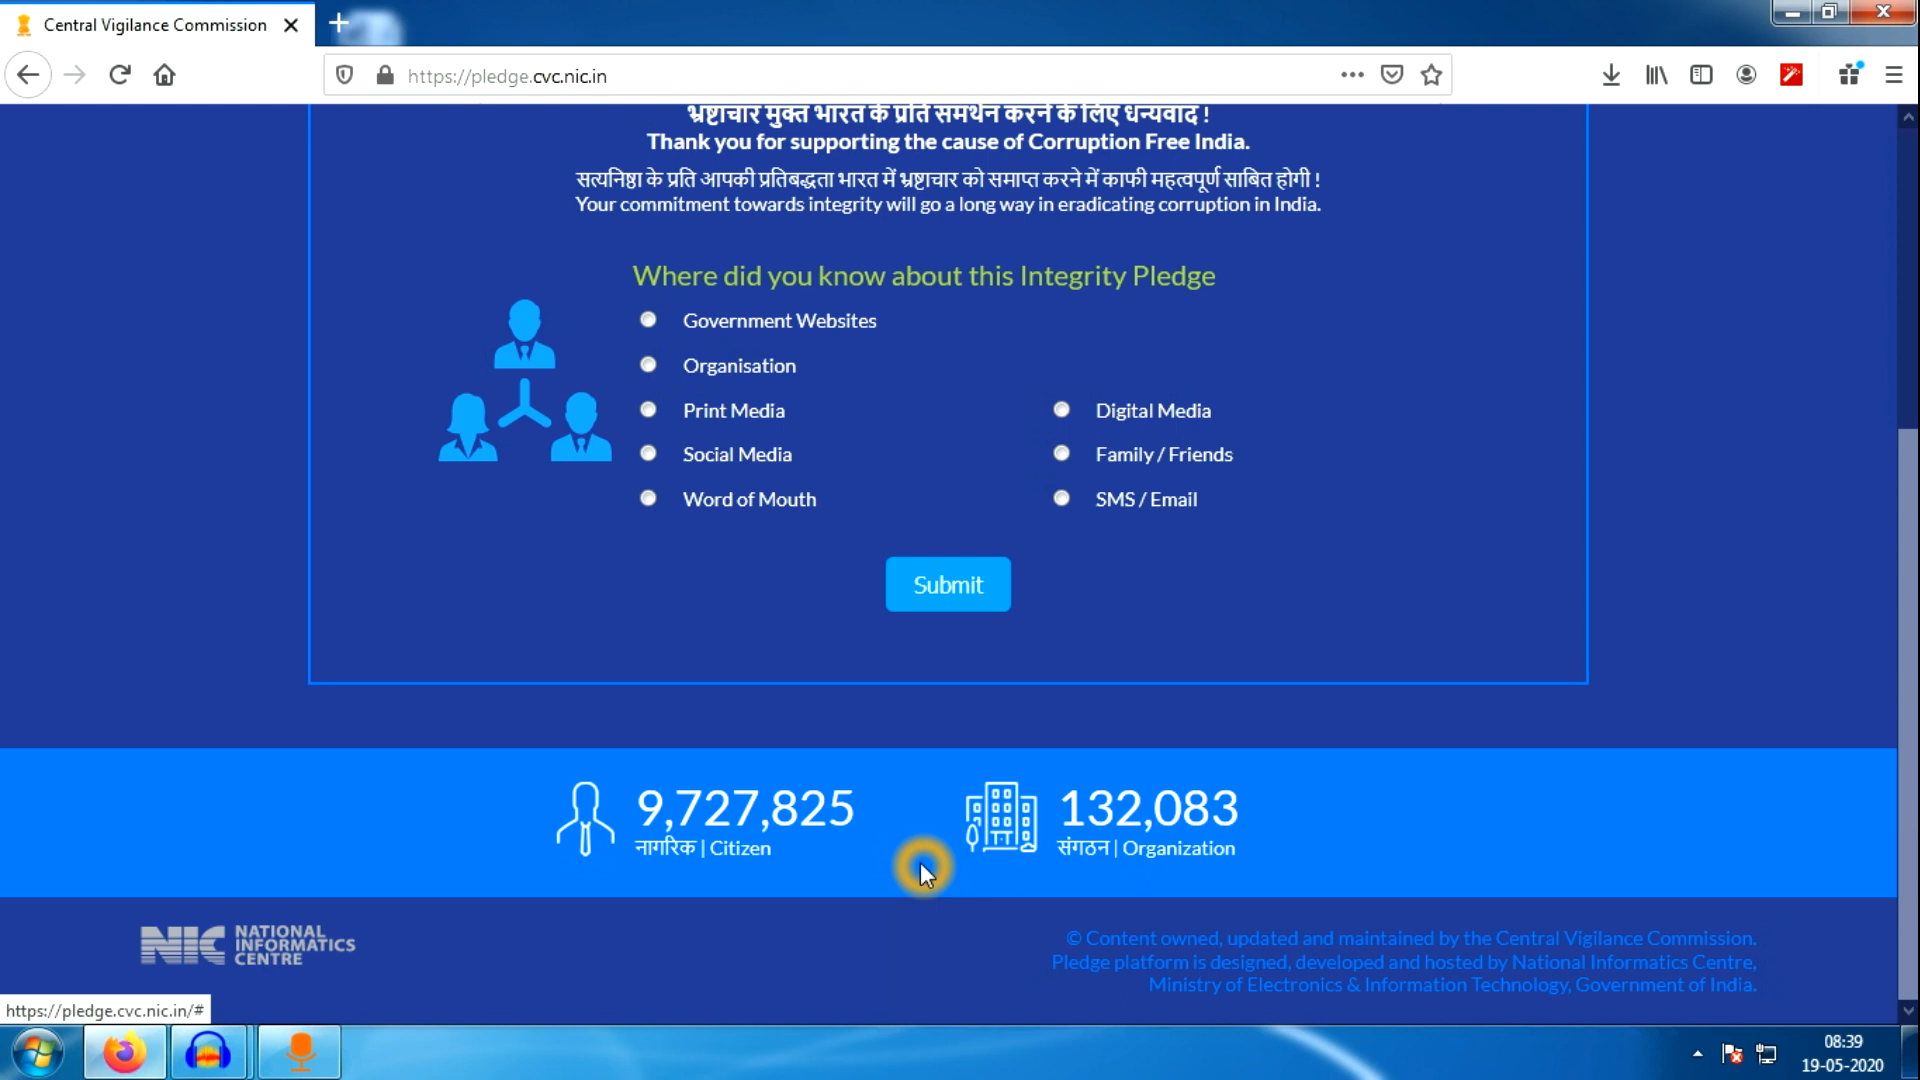 Central Vigilance Commission
https://pledge.cvc.nic.in
भ्रष्टाचार मुक्त भारत के प्रति समर्थन करने के लिए धन्यवाद !
Thank you for supporting the cause of Corruption Free India.
सत्यनिष्ठा के प्रति आपकी प्रतिबद्धता भारत में भ्रष्टाचार को समाप्त करने में काफी महत्वपूर्ण साबित होगी !
Your commitment towards integrity will go a long way in eradicating corruption in India.
Where did you know about this Integrity Pledge
Government Websites
Organisation
Print Media Digital Media
Social Media Family / Friends
Word of Mouth SMS / Email
Submit
9,727,825 132,083
नागरिक | Citizen संगठन | Organization
NIC NATIONAL INFORMATICS CENTRE
© Content owned, updated and maintained by the Central Vigilance Commission.
Pledge platform is designed, developed and hosted by National Informatics Centre,
Ministry of Electronics & Information Technology, Government of India.
https://pledge.cvc.nic.in/#
08:39
19-05-2020